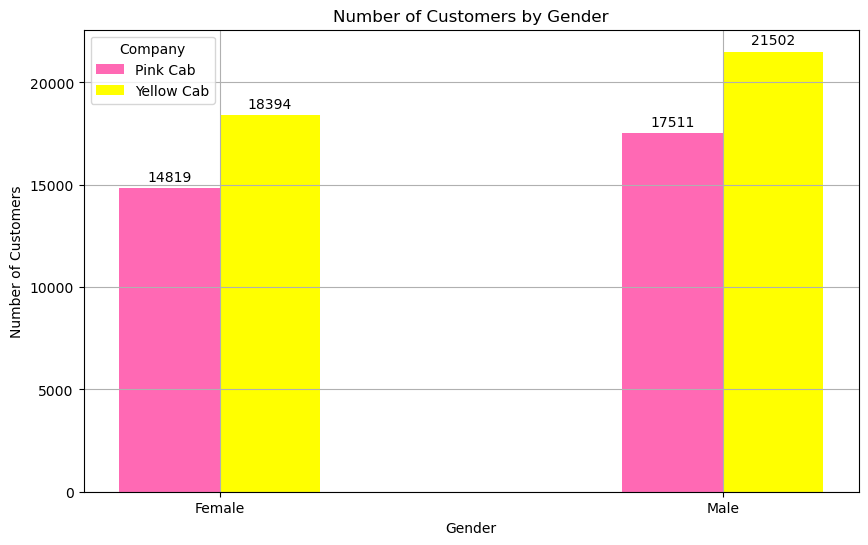 Number of Customers by Gender
Company
Pink Cab
Yellow Cab
21502
18394
17511
14819
20000
15000
10000
5000
0
Number of Customers
Female
Male
Gender